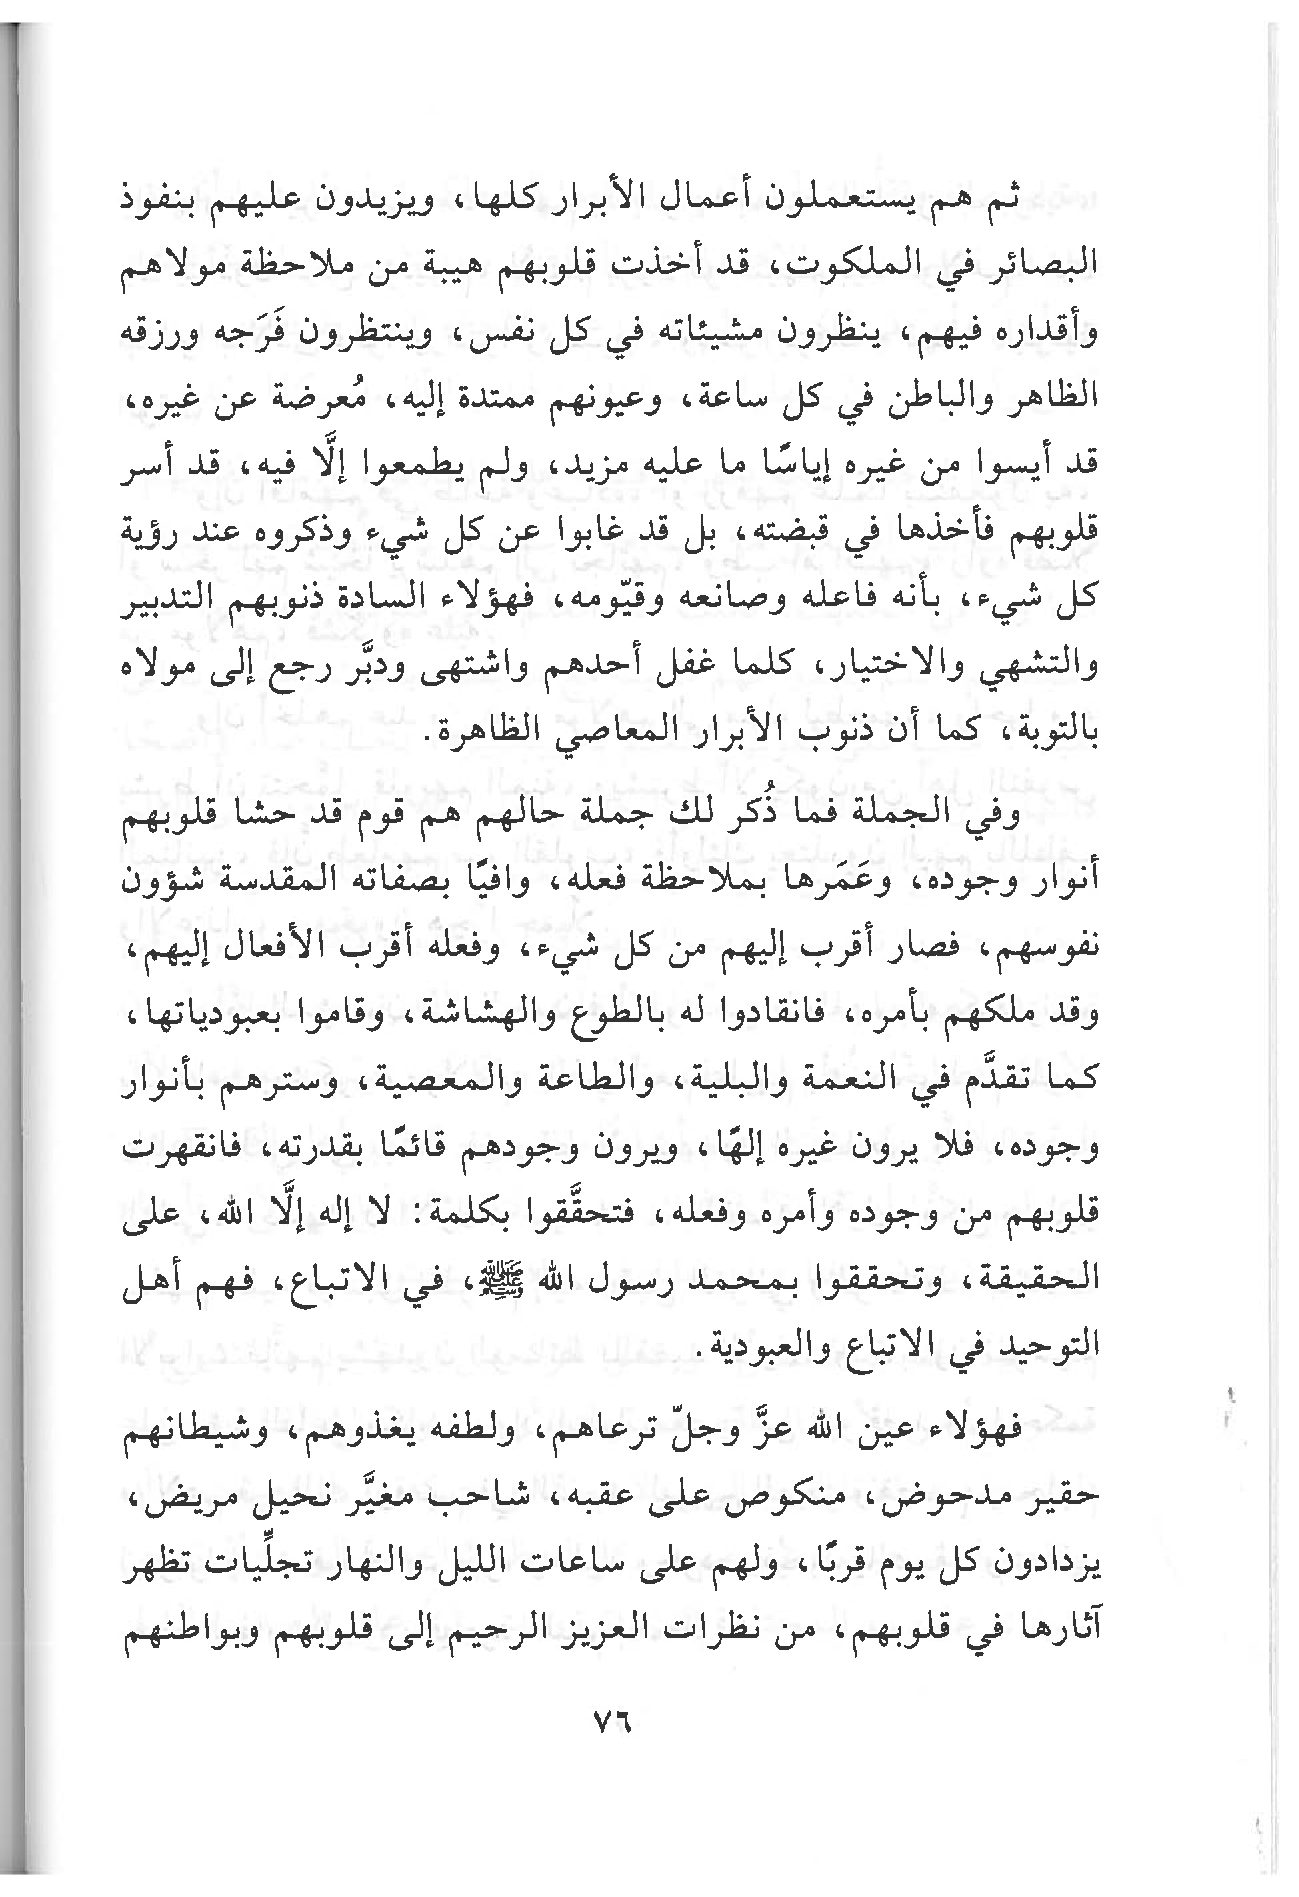 ثم هم يستعملون أعمال الأبرار كلها، ويزيدون عليهم بنفوذ
البصائر في الملكوت، قد أخذت قلوبهم هيبة من ملاحظة مولاهم
وأقداره فيهم، ينظرون مشيئاته في كل نفس، وينتظرون فَرَجه ورزقه
الظاهر والباطن في كل ساعة، وعيونهم ممتدة إليه، مُعرضة عن غيره،
قد أيسوا من غيره إياسًا ما عليه مزيد، ولم يطمعوا إلَّا فيه، قد أسر
قلوبهم فأخذها في قبضته، بل قد غابوا عن كل شيء وذكروه عند رؤية
كل شيء، بأنه فاعله وصانعه وقيّومه، فهؤلاء السادة ذنوبهم التدبير
والتشهي والاختيار، كلما غفل أحدهم واشتهى ودبَّر رجع إلى مولاه
بالتوبة، كما أن ذنوب الأبرار المعاصي الظاهرة.
وفي الجملة فما ذُكر لك جملة حالهم هم قوم قد حشا قلوبهم
أنوار وجوده، وعَمَرها بملاحظة فعله، وافيًا بصفاته المقدسة شؤون
نفوسهم، فصار أقرب إليهم من كل شيء، وفعله أقرب الأفعال إليهم،
وقد ملكهم بأمره، فانقادوا له بالطوع والهشاشة، وقاموا بعبودياتها،
كما تقدَّم في النعمة والبلية، والطاعة والمعصية، وسترهم بأنوار
وجوده، فلا يرون غيره إلهًا، ويرون وجودهم قائمًا بقدرته، فانقهرت
قلوبهم من وجوده وأمره وفعله، فتحقَّقوا بكلمة: لا إله إلَّا الله، على
الحقيقة، وتحققوا بمحمد رسول الله ﷺ، في الاتباع، فهم أهل
التوحيد في الاتباع والعبودية.
فهؤلاء عين الله عزَّ وجلّ ترعاهم، ولطفه يغذوهم، وشيطانهم
حقير مدحوض، منكوص على عقبه، شاحب مغيَّر نحيل مريض،
يزدادون كل يوم قربًا، ولهم على ساعات الليل والنهار تجلِّيات تظهر
آثارها في قلوبهم، من نظرات العزيز الرحيم إلى قلوبهم وبواطنهم
٧٦